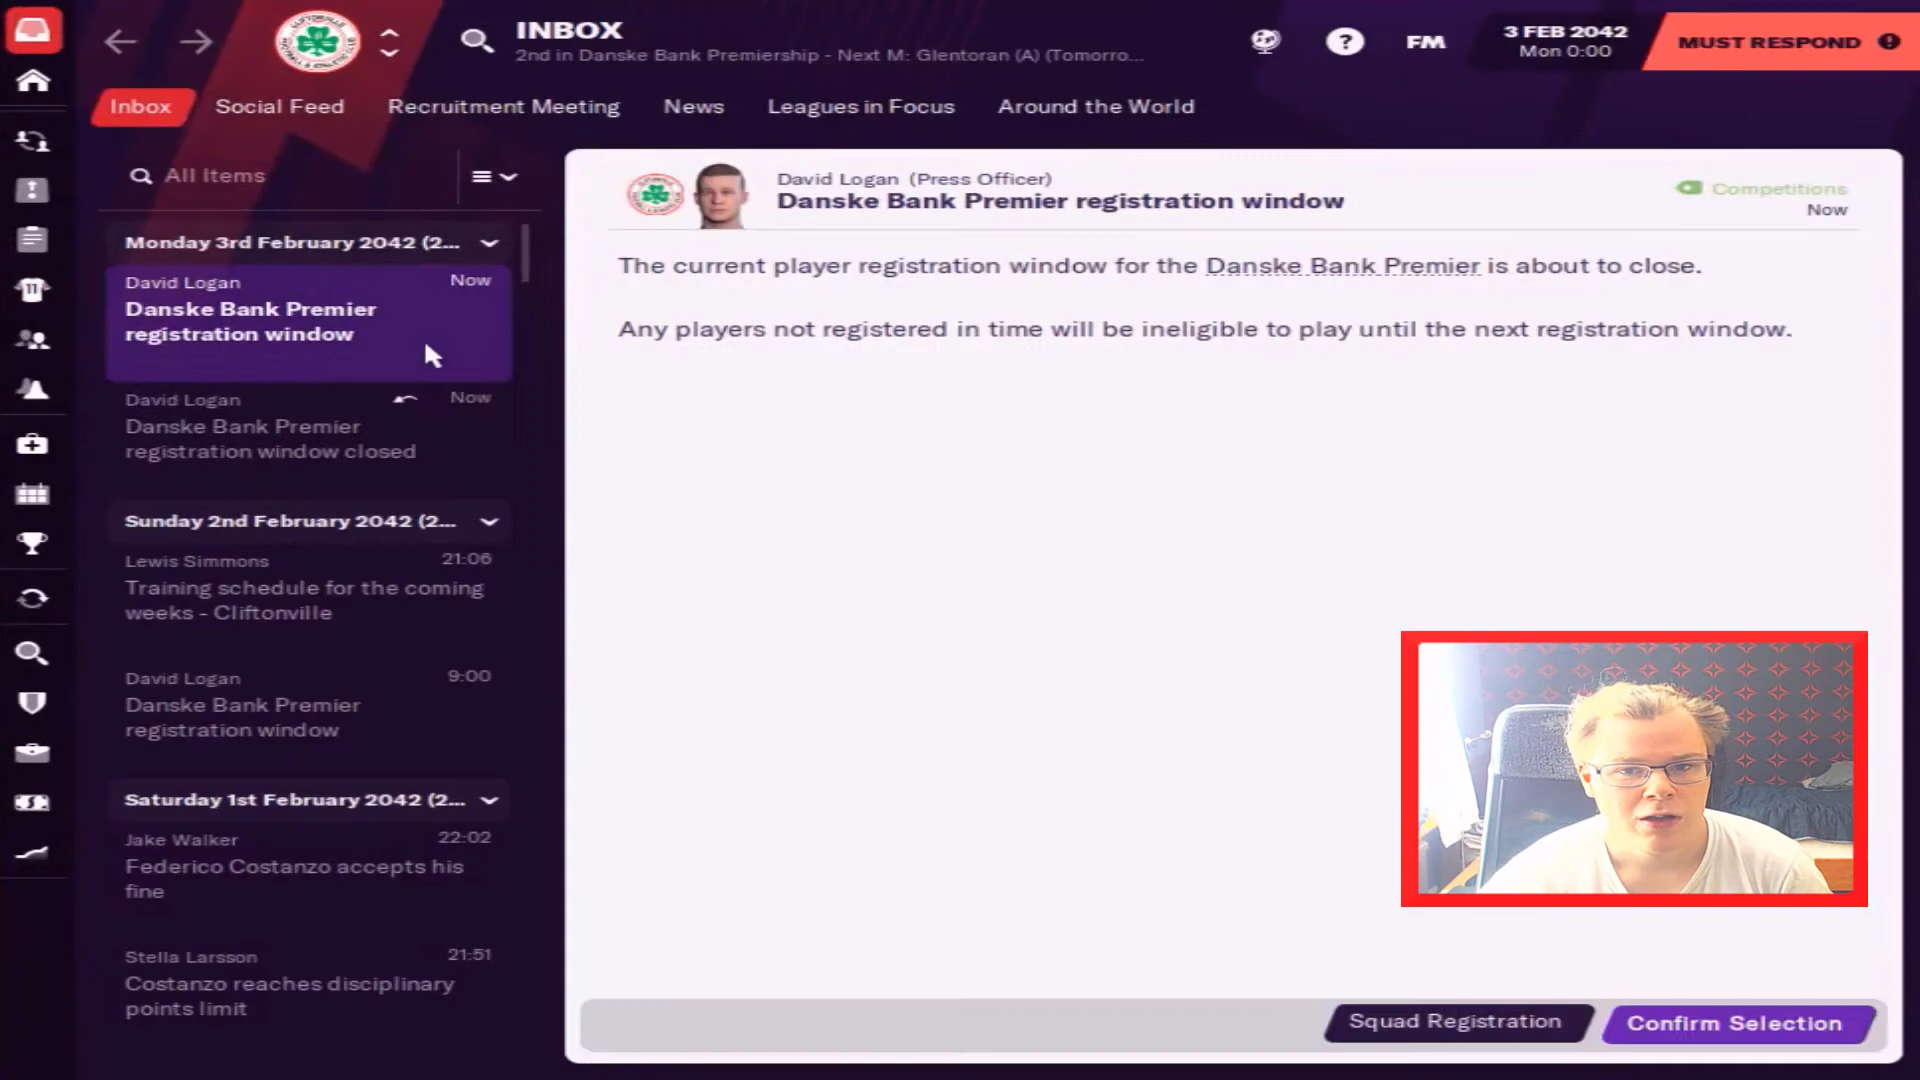 INBOX
2nd in Danske Bank Premiership - Next M: Glentoran (A) (Tomorro...
FM
3 FEB 2042
Mon 0:00
MUST RESPOND
Inbox
Social Feed
Recruitment Meeting
News
Leagues in Focus
Around the World
All Items
Monday 3rd February 2042 (2...
David Logan
Now
Danske Bank Premier
registration window
David Logan
Now
Danske Bank Premier
registration window closed
Sunday 2nd February 2042 (2...
Lewis Simmons
21:06
Training schedule for the coming
weeks - Cliftonville
David Logan
9:00
Danske Bank Premier
registration window
Saturday 1st February 2042 (2...
Jake Walker
22:02
Federico Costanzo accepts his
fine
Stella Larsson
21:51
Costanzo reaches disciplinary
points limit
David Logan (Press Officer)
Danske Bank Premier registration window
Competitions
Now
The current player registration window for the Danske Bank Premier is about to close.
Any players not registered in time will be ineligible to play until the next registration window.
Squad Registration
Confirm Selection